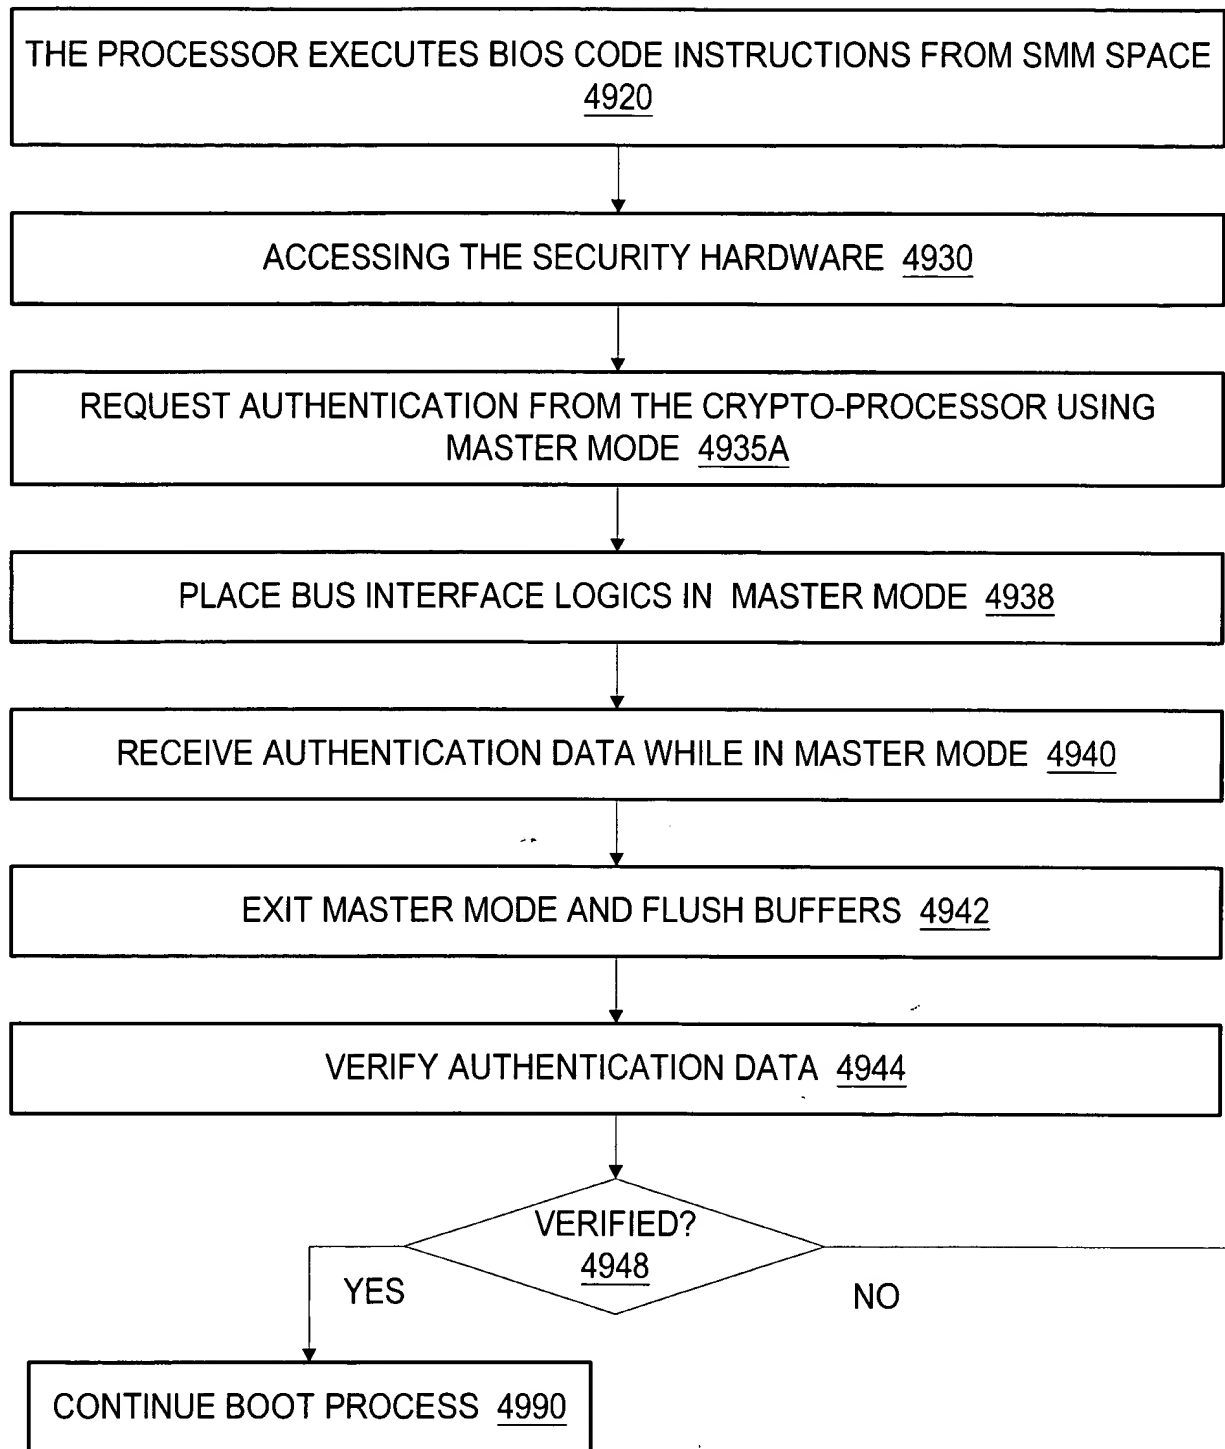 THE PROCESSOR EXECUTES BIOS CODE INSTRUCTIONS FROM SMM SPACE
4920
ACCESSING THE SECURITY HARDWARE 4930
REQUEST AUTHENTICATION FROM THE CRYPTO-PROCESSOR USING
MASTER MODE 4935A
PLACE BUS INTERFACE LOGICS IN MASTER MODE 4938
RECEIVE AUTHENTICATION DATA WHILE IN MASTER MODE 4940
EXIT MASTER MODE AND FLUSH BUFFERS 4942
VERIFY AUTHENTICATION DATA 4944
VERIFIED?
4948
YES
NO
CONTINUE BOOT PROCESS 4990